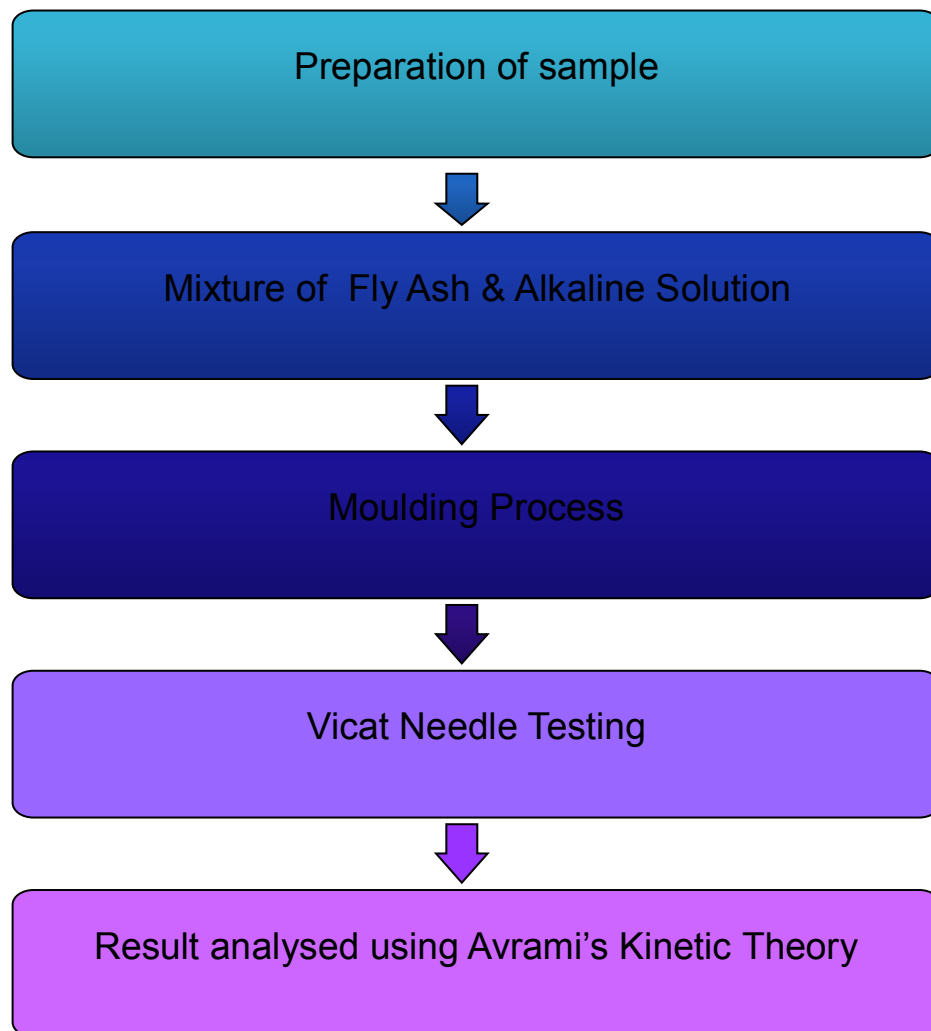 Preparation of sample
Mixture of  Fly Ash & Alkaline Solution
Moulding Process
Vicat Needle Testing
Result analysed using Avrami’s Kinetic Theory